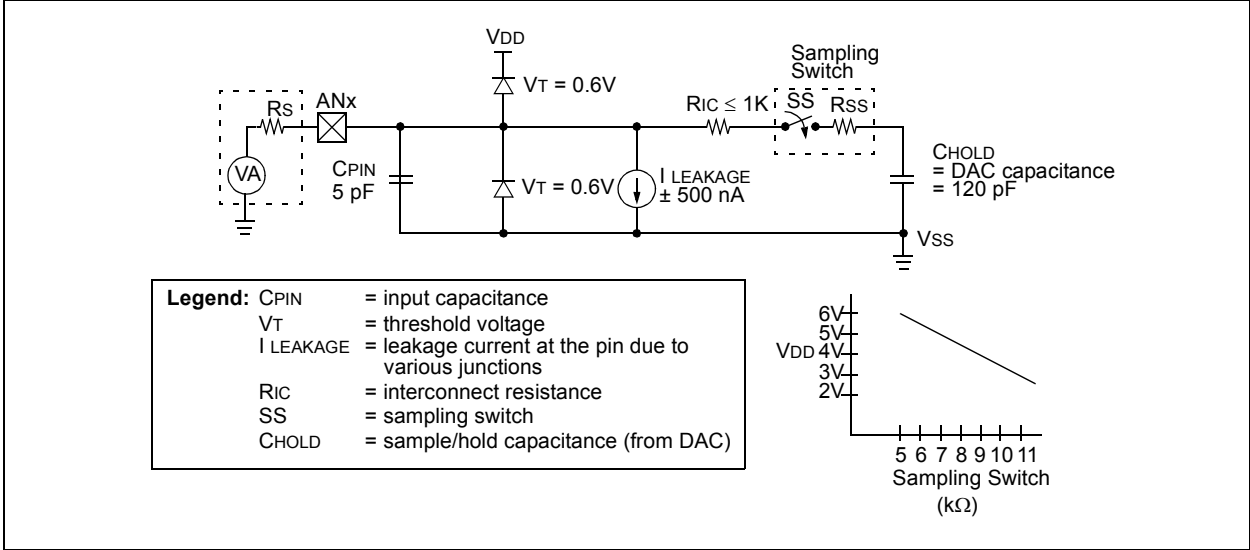 VDD
Sampling
Switch
VT = 0.6V
RS
ANx
RIC ≤ 1K
SS
RSS
VA
CPIN
5 pF
VT = 0.6V
I LEAKAGE
± 500 nA
CHOLD
= DAC capacitance
= 120 pF
VSS
Legend: CPIN = input capacitance
VT = threshold voltage
I LEAKAGE = leakage current at the pin due to
various junctions
RIC = interconnect resistance
SS = sampling switch
CHOLD = sample/hold capacitance (from DAC)
6V
5V
VDD 4V
3V
2V
5 6 7 8 9 10 11
Sampling Switch
(kΩ)